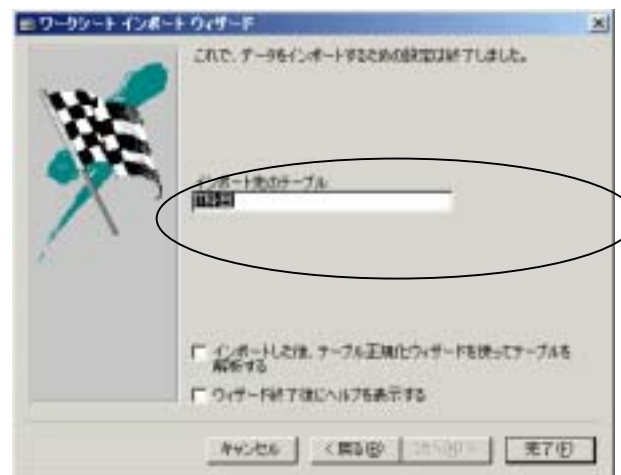 ワークシート インポート ウィザード
これで、データをインポートするための設定は終了しました。
インポート先のテーブル
インポートした後、テーブル正規化ウィザードを使ってテーブルを
解析する
ウィザード終了後にヘルプを表示する
キャンセル
< 戻る(B)
完了(F)